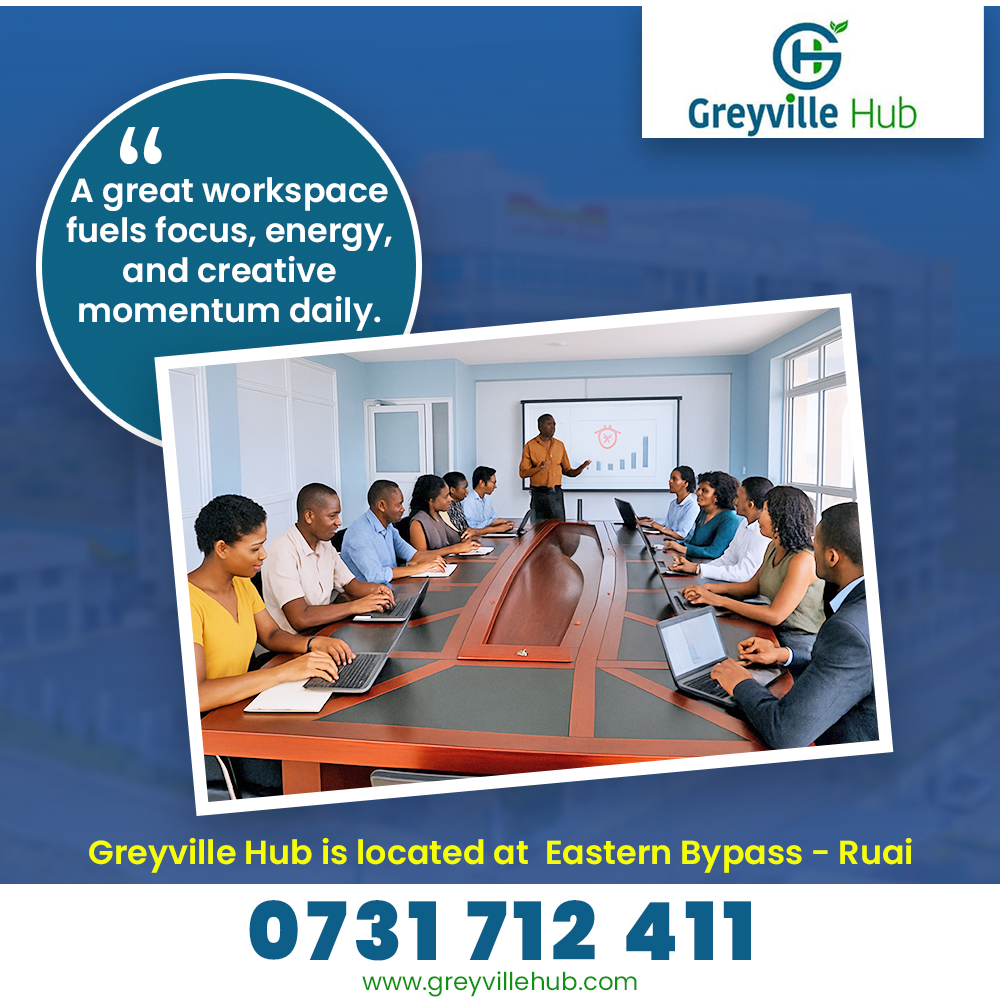 Greyville Hub
“
A great workspace
fuels focus, energy,
and creative
momentum daily.
Greyville Hub is located at Eastern Bypass - Ruai
0731 712 411
www.greyvillehub.com